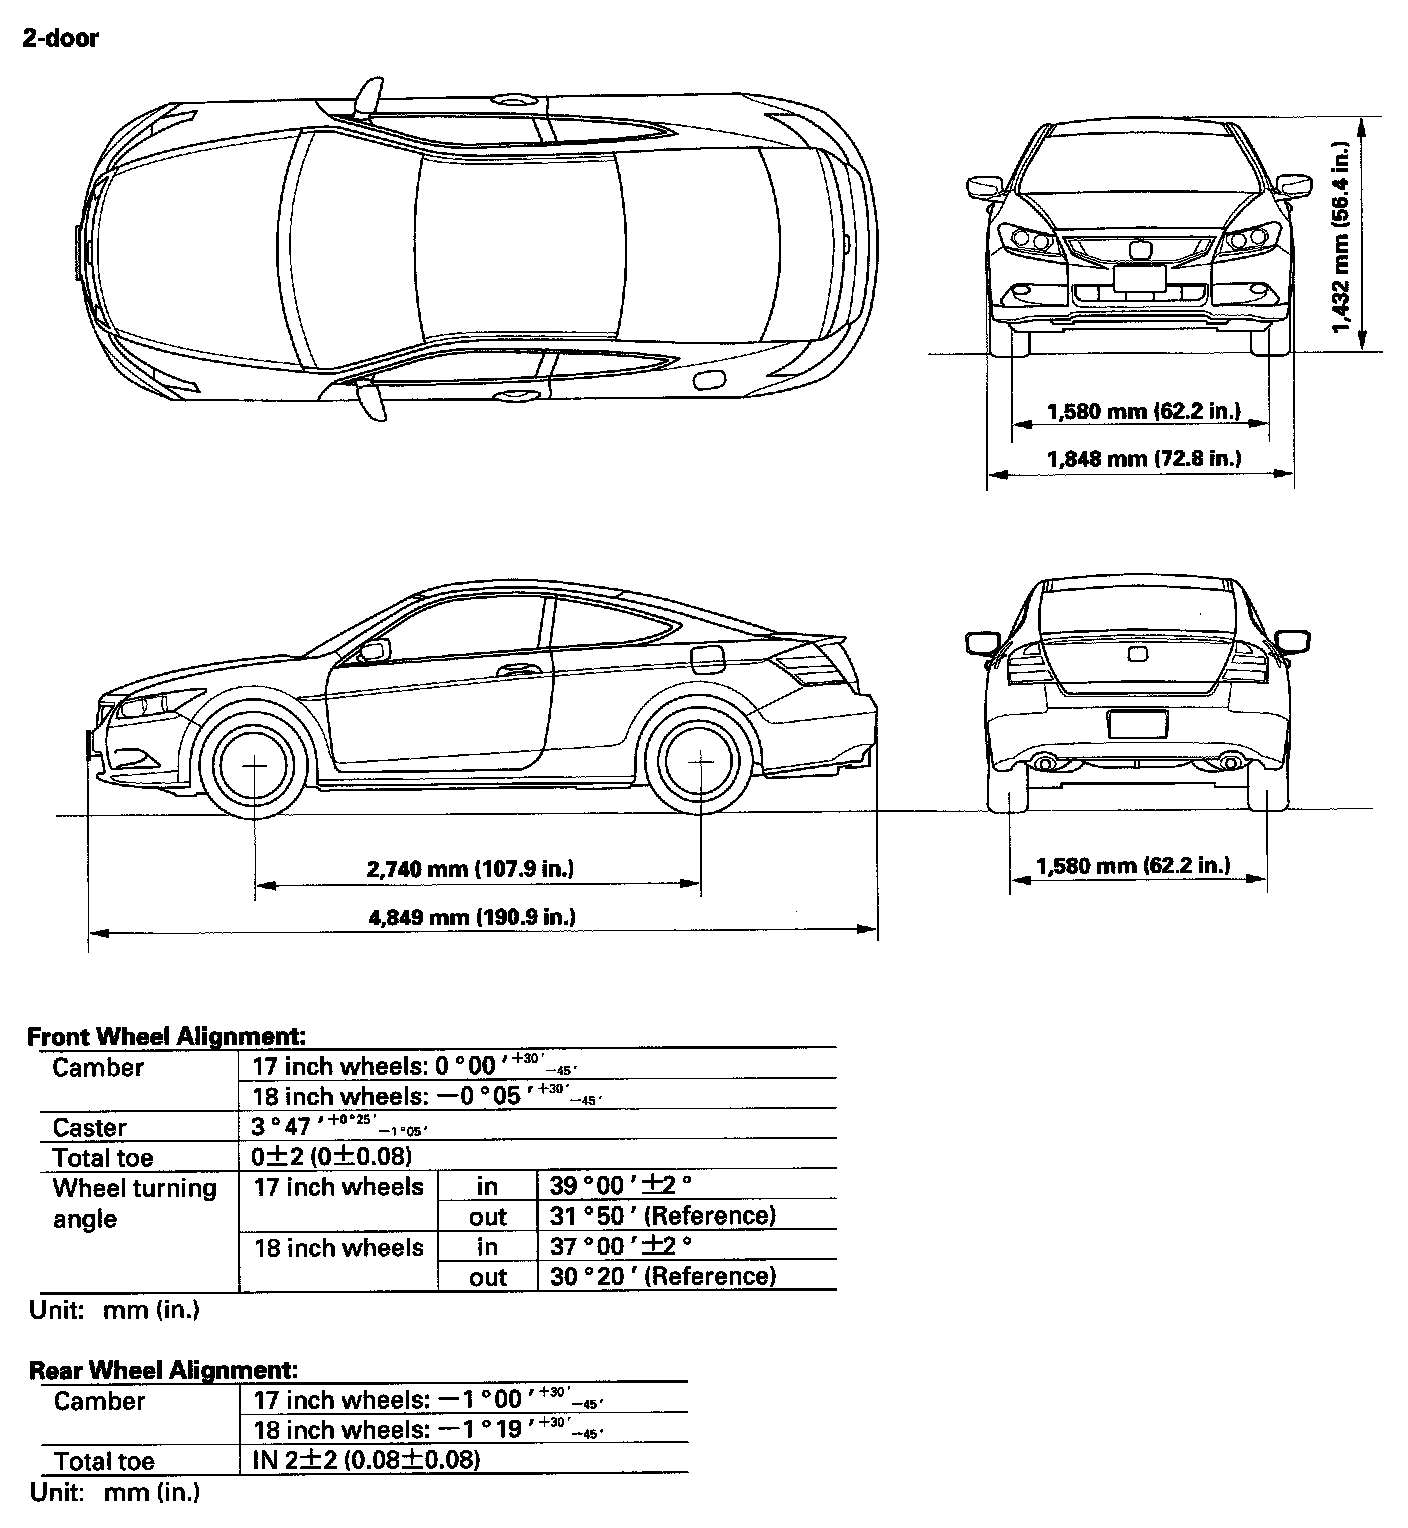 2-door
1,432 mm (56.4 in.)
1,580 mm (62.2 in.)
1,848 mm (72.8 in.)
2,740 mm (107.9 in.)
1,580 mm (62.2 in.)
4,849 mm (190.9 in.)
Front Wheel Alignment:
Camber 17 inch wheels: 0 °00 ′ +30′ −45′
18 inch wheels: −0 °05 ′ +30′ −45′
Caster 3 °47 ′ +0°25′ −1°05′
Total toe 0±2 (0±0.08)
Wheel turning 17 inch wheels in 39 °00 ′ ±2 °
angle out 31 °50 ′ (Reference)
18 inch wheels in 37 °00 ′ ±2 °
out 30 °20 ′ (Reference)
Unit: mm (in.)
Rear Wheel Alignment:
Camber 17 inch wheels: −1 °00 ′ +30′ −45′
18 inch wheels: −1 °19 ′ +30′ −45′
Total toe IN 2±2 (0.08±0.08)
Unit: mm (in.)